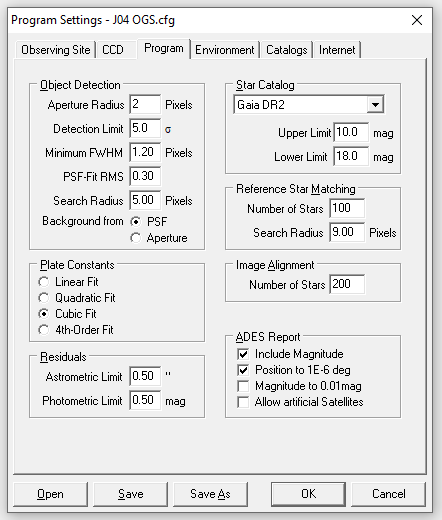 Program Settings - J04 OGS.cfg
Observing Site CCD Program Environment Catalogs Internet
Object Detection
Aperture Radius 2 Pixels
Detection Limit 5.0 σ
Minimum FWHM 1.20 Pixels
PSF-Fit RMS 0.30
Search Radius 5.00 Pixels
Background from PSF
Aperture
Plate Constants
Linear Fit
Quadratic Fit
Cubic Fit
4th-Order Fit
Residuals
Astrometric Limit 0.50 "
Photometric Limit 0.50 mag
Star Catalog
Gaia DR2
Upper Limit 10.0 mag
Lower Limit 18.0 mag
Reference Star Matching
Number of Stars 100
Search Radius 9.00 Pixels
Image Alignment
Number of Stars 200
ADES Report
Include Magnitude
Position to 1E-6 deg
Magnitude to 0.01mag
Allow artificial Satellites
Open Save Save As OK Cancel